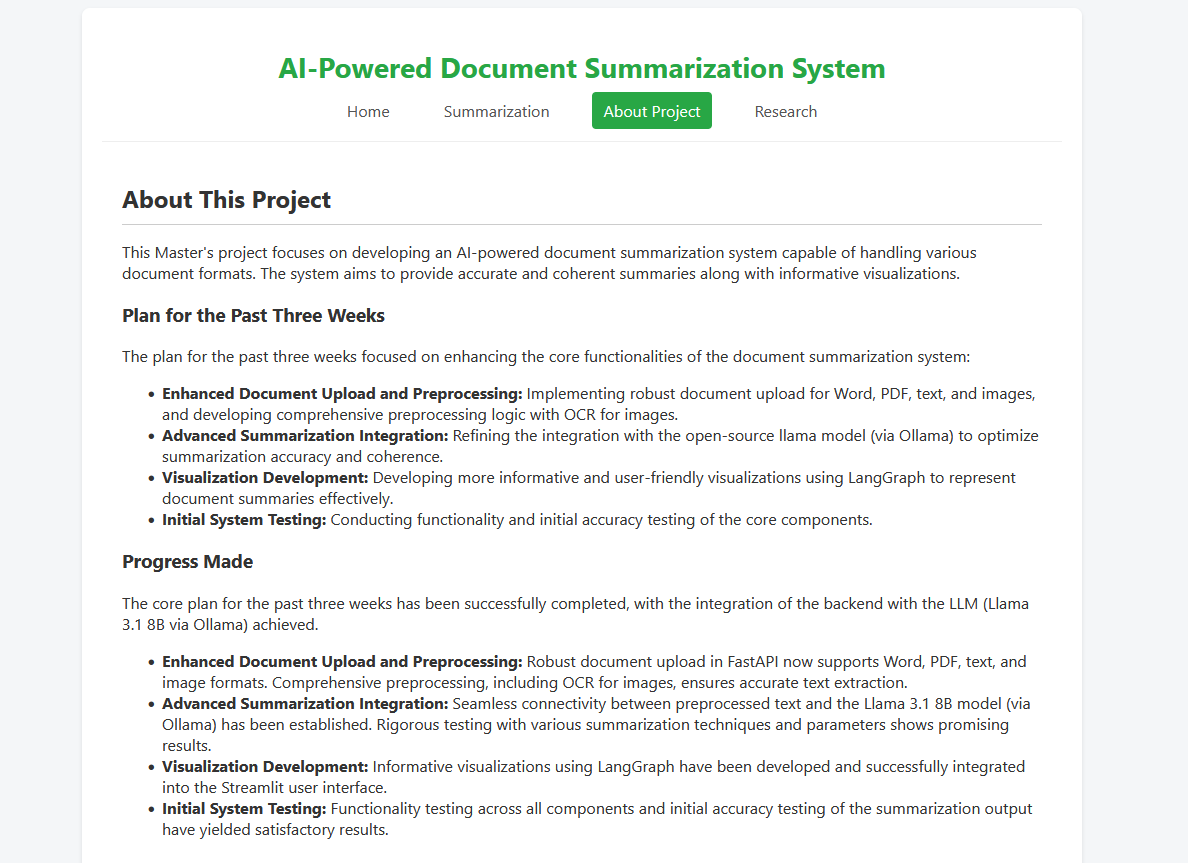 AI-Powered Document Summarization System
Home Summarization About Project Research
About This Project
This Master's project focuses on developing an AI-powered document summarization system capable of handling various
document formats. The system aims to provide accurate and coherent summaries along with informative visualizations.
Plan for the Past Three Weeks
The plan for the past three weeks focused on enhancing the core functionalities of the document summarization system:
• Enhanced Document Upload and Preprocessing: Implementing robust document upload for Word, PDF, text, and images,
and developing comprehensive preprocessing logic with OCR for images.
• Advanced Summarization Integration: Refining the integration with the open-source llama model (via Ollama) to optimize
summarization accuracy and coherence.
• Visualization Development: Developing more informative and user-friendly visualizations using LangGraph to represent
document summaries effectively.
• Initial System Testing: Conducting functionality and initial accuracy testing of the core components.
Progress Made
The core plan for the past three weeks has been successfully completed, with the integration of the backend with the LLM (Llama
3.1 8B via Ollama) achieved.
• Enhanced Document Upload and Preprocessing: Robust document upload in FastAPI now supports Word, PDF, text, and
image formats. Comprehensive preprocessing, including OCR for images, ensures accurate text extraction.
• Advanced Summarization Integration: Seamless connectivity between preprocessed text and the Llama 3.1 8B model (via
Ollama) has been established. Rigorous testing with various summarization techniques and parameters shows promising
results.
• Visualization Development: Informative visualizations using LangGraph have been developed and successfully integrated
into the Streamlit user interface.
• Initial System Testing: Functionality testing across all components and initial accuracy testing of the summarization output
have yielded satisfactory results.